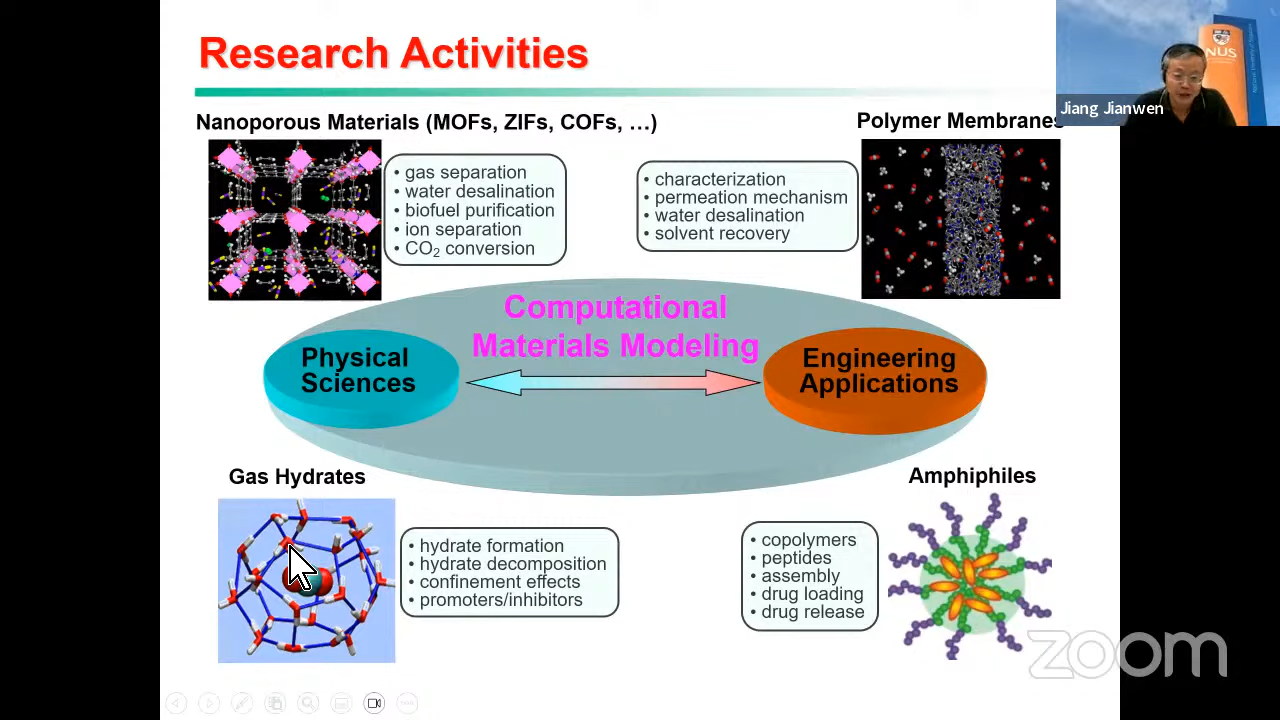 Research Activities
NUS
Jiang Jianwen
Nanoporous Materials (MOFs, ZIFs, COFs, …)
Polymer Membranes
• gas separation
• water desalination
• biofuel purification
• ion separation
• CO₂ conversion
• characterization
• permeation mechanism
• water desalination
• solvent recovery
Computational
Materials Modeling
Physical
Sciences
Engineering
Applications
Gas Hydrates
Amphiphiles
• hydrate formation
• hydrate decomposition
• confinement effects
• promoters/inhibitors
• copolymers
• peptides
• assembly
• drug loading
• drug release
zoom